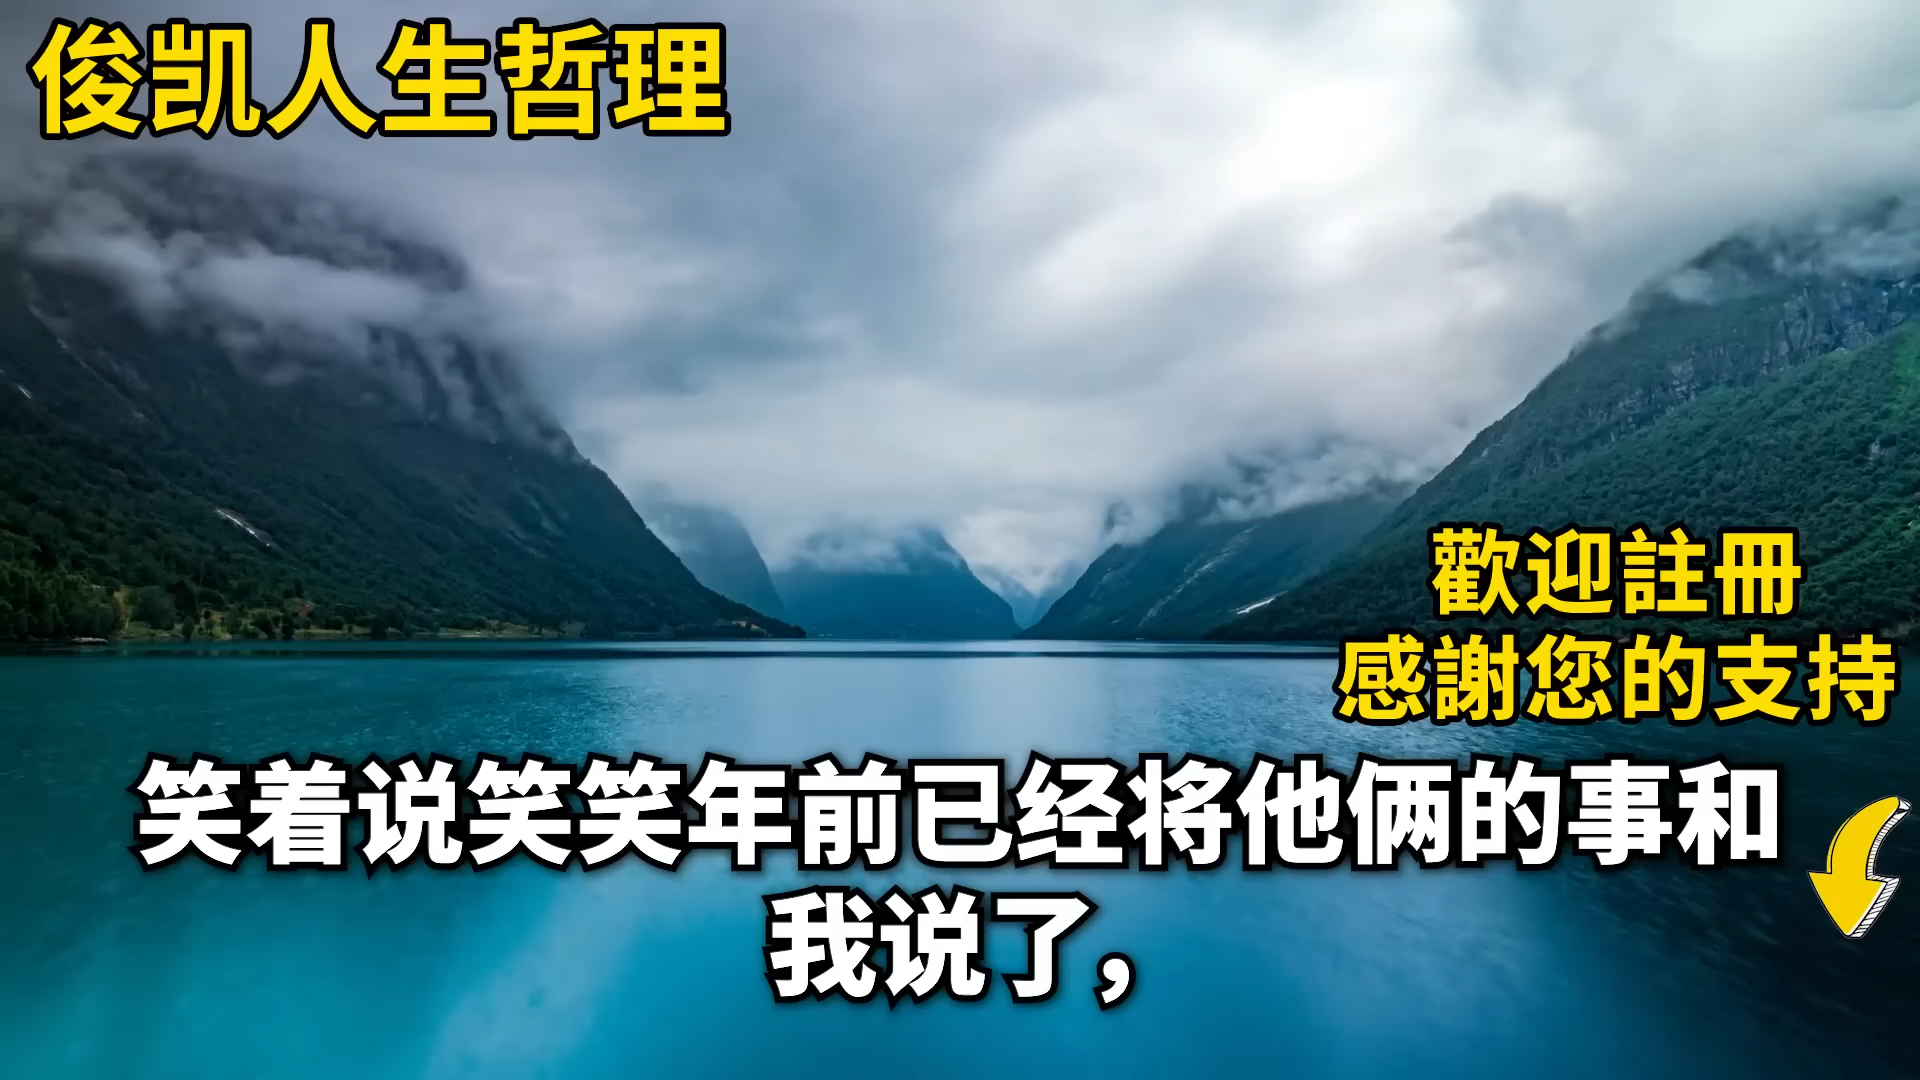 俊凯人生哲理
歡迎註冊
感謝您的支持
笑着说笑笑年前已经将他俩的事和
我说了，